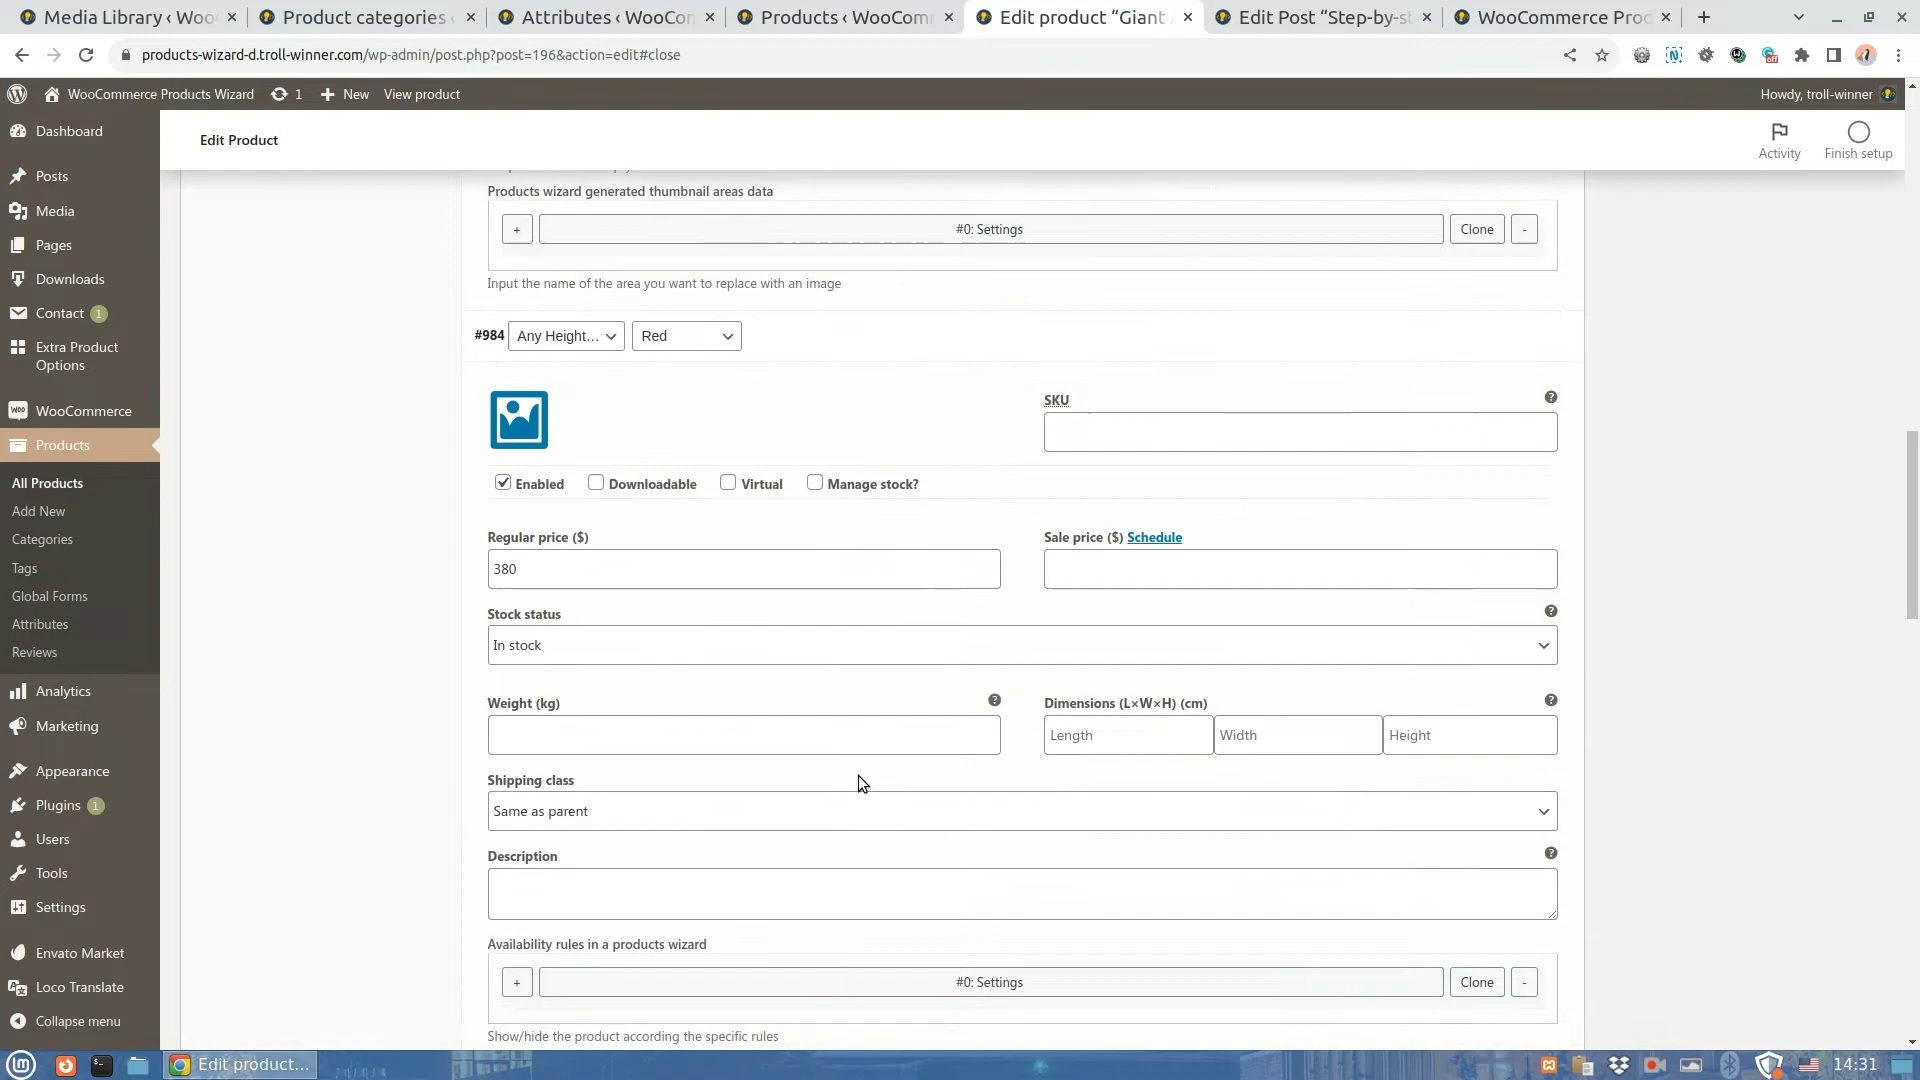 Media Library ‹ Woo
Product categories ‹
Attributes ‹ WooCon
Products ‹ WooComm
Edit product “Giant
Edit Post “Step-by-st
WooCommerce Prod
products-wizard-d.troll-winner.com/wp-admin/post.php?post=196&action=edit#close
WooCommerce Products Wizard
1
New
View product
Howdy, troll-winner
Dashboard
Posts
Media
Pages
Downloads
Contact 1
Extra Product
Options
WooCommerce
Products
All Products
Add New
Categories
Tags
Global Forms
Attributes
Reviews
Analytics
Marketing
Appearance
Plugins 1
Users
Tools
Settings
Envato Market
Loco Translate
Collapse menu
Edit Product
Activity
Finish setup
Products wizard generated thumbnail areas data
+
#0: Settings
Clone
-
Input the name of the area you want to replace with an image
#984
Any Height...
Red
SKU
?
Enabled
Downloadable
Virtual
Manage stock?
Regular price ($)
380
Sale price ($) Schedule
Stock status
?
In stock
Weight (kg)
?
Dimensions (L×W×H) (cm)
?
Length
Width
Height
Shipping class
Same as parent
Description
?
Availability rules in a products wizard
+
#0: Settings
Clone
-
Show/hide the product according the specific rules
Edit product...
14:31